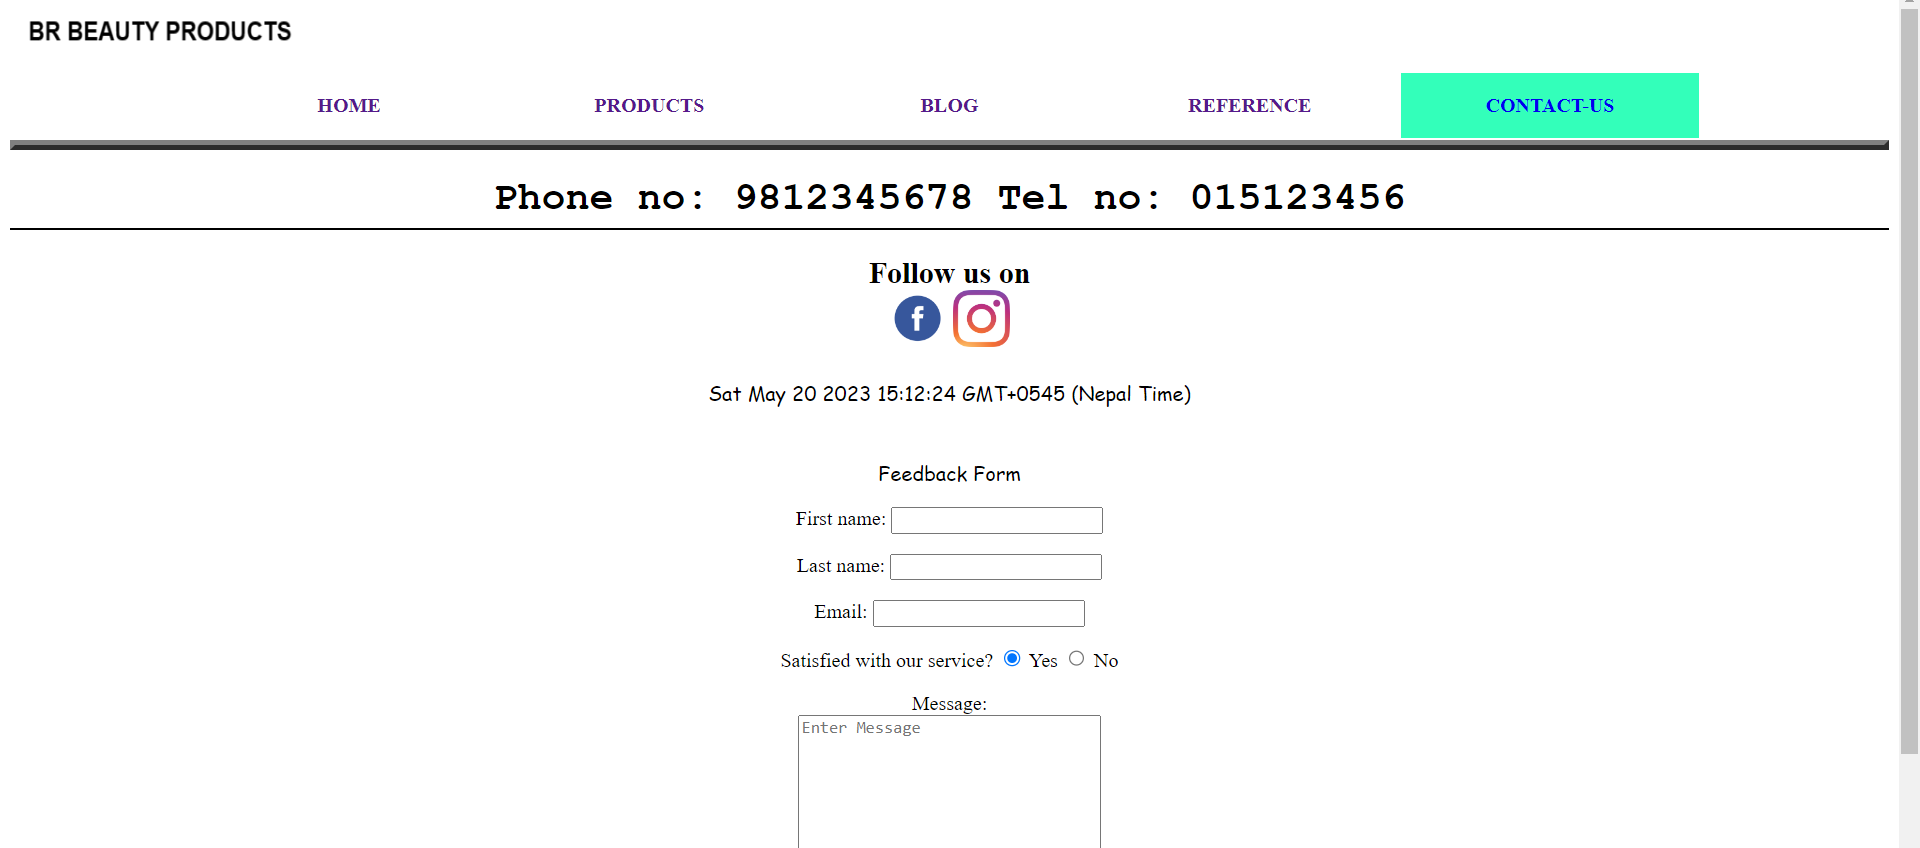 BR BEAUTY PRODUCTS
HOME PRODUCTS BLOG REFERENCE CONTACT-US
Phone no: 9812345678 Tel no: 015123456
Follow us on
Sat May 20 2023 15:12:24 GMT+0545 (Nepal Time)
Feedback Form
First name:
Last name:
Email:
Satisfied with our service? Yes No
Message:
Enter Message